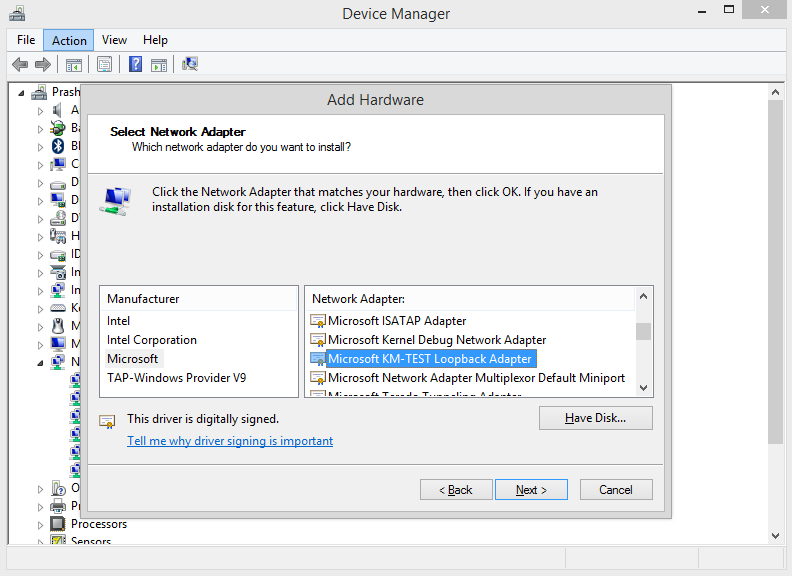 Device Manager
File Action View Help
Prash
Add Hardware
Select Network Adapter
Which network adapter do you want to install?
Click the Network Adapter that matches your hardware, then click OK. If you have an
installation disk for this feature, click Have Disk.
Manufacturer
Intel
Intel Corporation
Microsoft
TAP-Windows Provider V9
Network Adapter:
Microsoft ISATAP Adapter
Microsoft Kernel Debug Network Adapter
Microsoft KM-TEST Loopback Adapter
Microsoft Network Adapter Multiplexor Default Miniport
Microsoft Teredo Tunneling Adapter
This driver is digitally signed.
Have Disk...
Tell me why driver signing is important
< Back
Next >
Cancel
Processors
Sensors